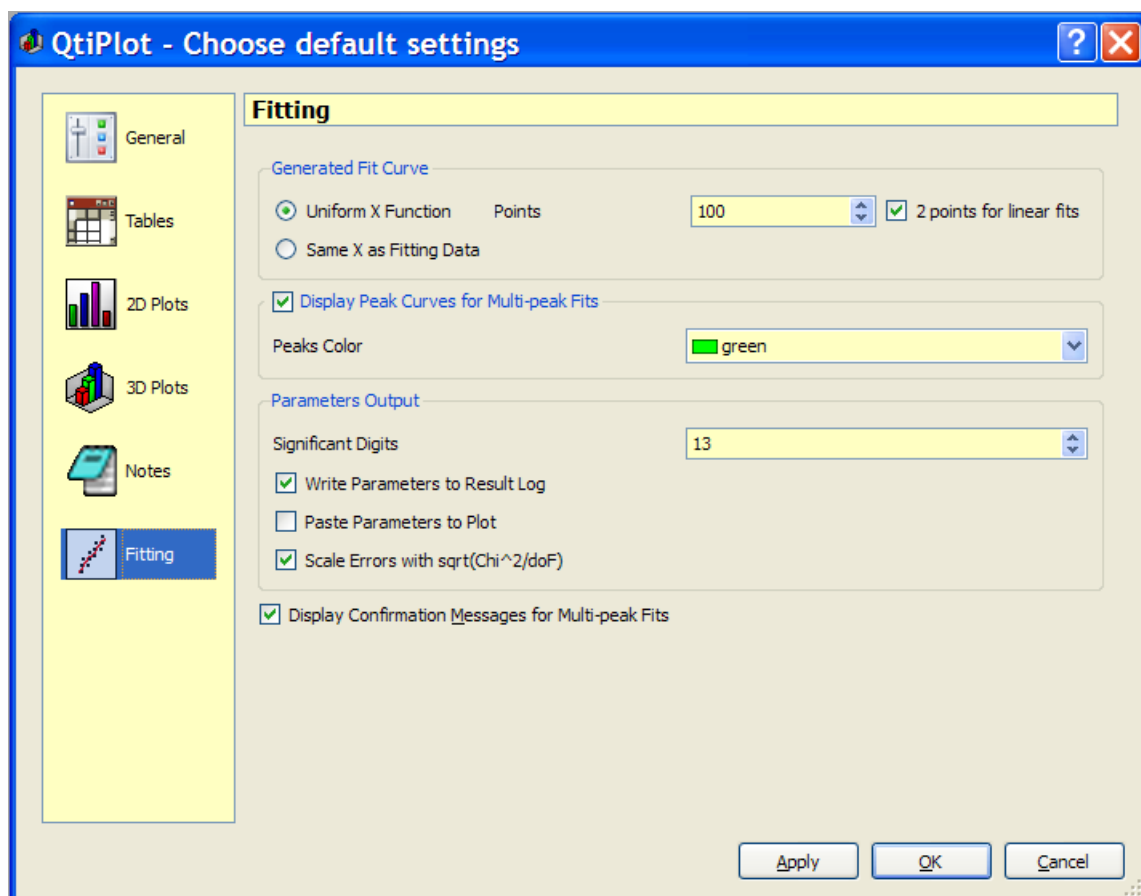 QtiPlot - Choose default settings
General
Tables
2D Plots
3D Plots
Notes
Fitting
Fitting
Generated Fit Curve
Uniform X Function Points 100 2 points for linear fits
Same X as Fitting Data
Display Peak Curves for Multi-peak Fits
Peaks Color green
Parameters Output
Significant Digits 13
Write Parameters to Result Log
Paste Parameters to Plot
Scale Errors with sqrt(Chi^2/doF)
Display Confirmation Messages for Multi-peak Fits
Apply OK Cancel